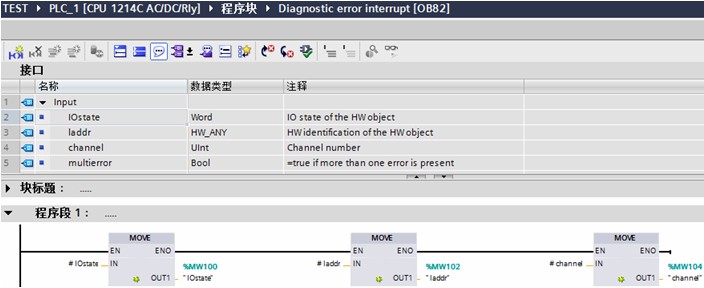 TEST ▸ PLC_1 [CPU 1214C AC/DC/Rly] ▸ 程序块 ▸ Diagnostic error interrupt [OB82]
接口
名称 数据类型 注释
1 Input
2 IOstate Word IO state of the HW object
3 laddr HW_ANY HW identification of the HW object
4 channel UInt Channel number
5 multierror Bool =true if more than one error is present
块标题： .....
程序段 1： .....
MOVE MOVE MOVE
EN ENO EN ENO EN ENO
# IOstate IN # laddr IN # channel IN
%MW100 %MW102 %MW104
OUT1 "IOstate" OUT1 "laddr" OUT1 "channel"